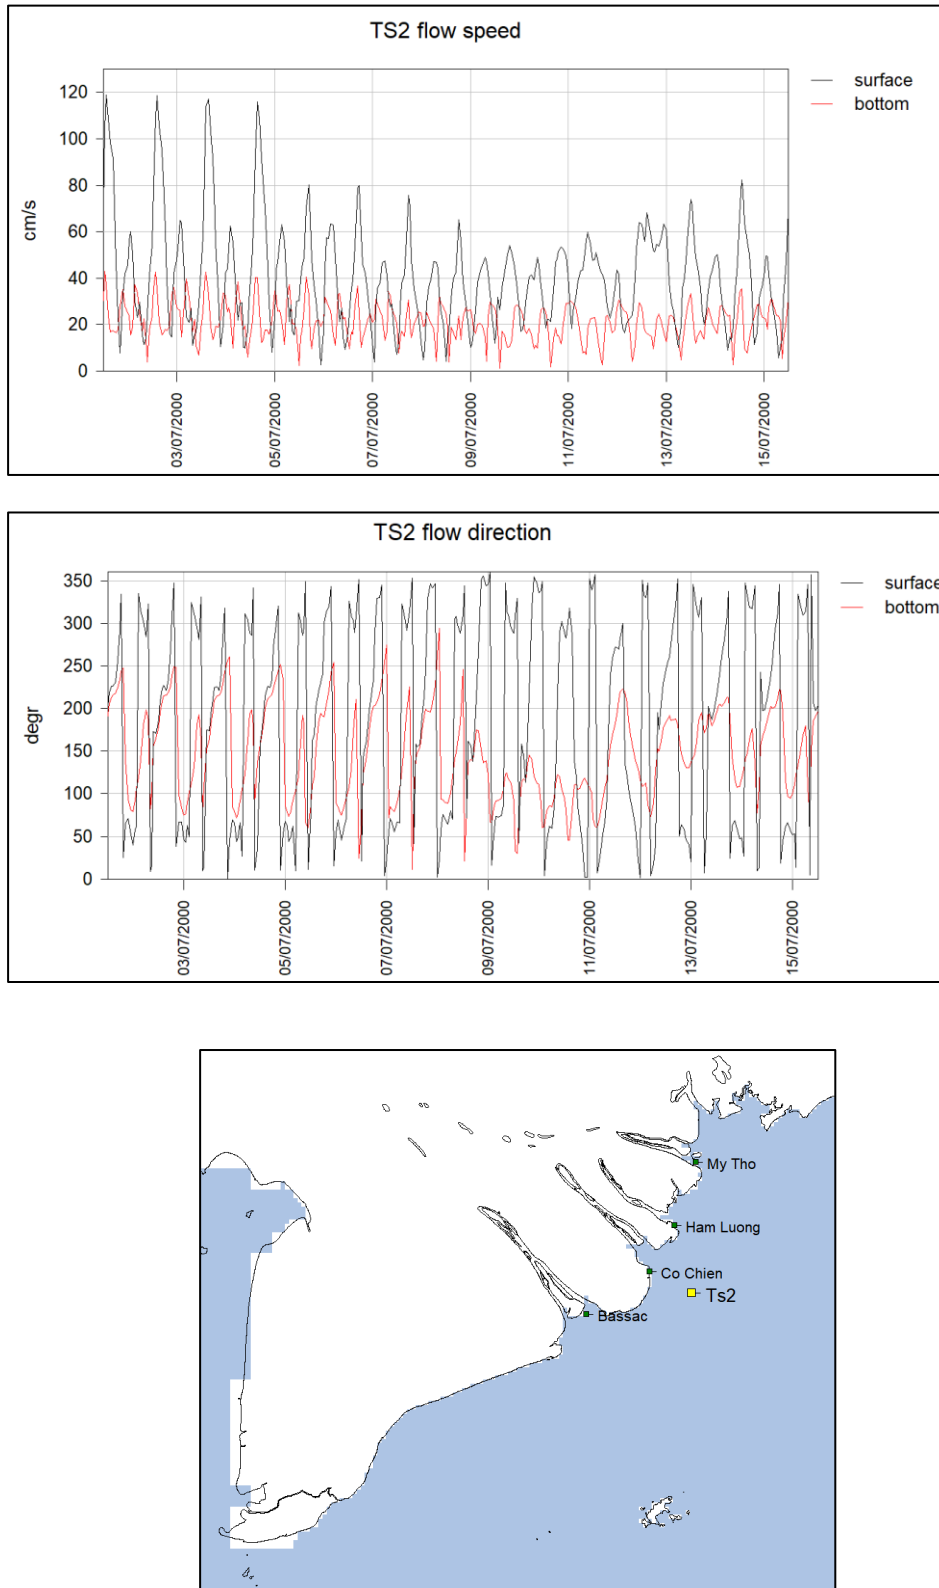 TS2 flow speed
surface
bottom
cm/s
120
100
80
60
40
20
0
03/07/2000
05/07/2000
07/07/2000
09/07/2000
11/07/2000
13/07/2000
15/07/2000
TS2 flow direction
surface
bottom
degr
350
300
250
200
150
100
50
0
03/07/2000
05/07/2000
07/07/2000
09/07/2000
11/07/2000
13/07/2000
15/07/2000
My Tho
Ham Luong
Co Chien
Ts2
Bassac